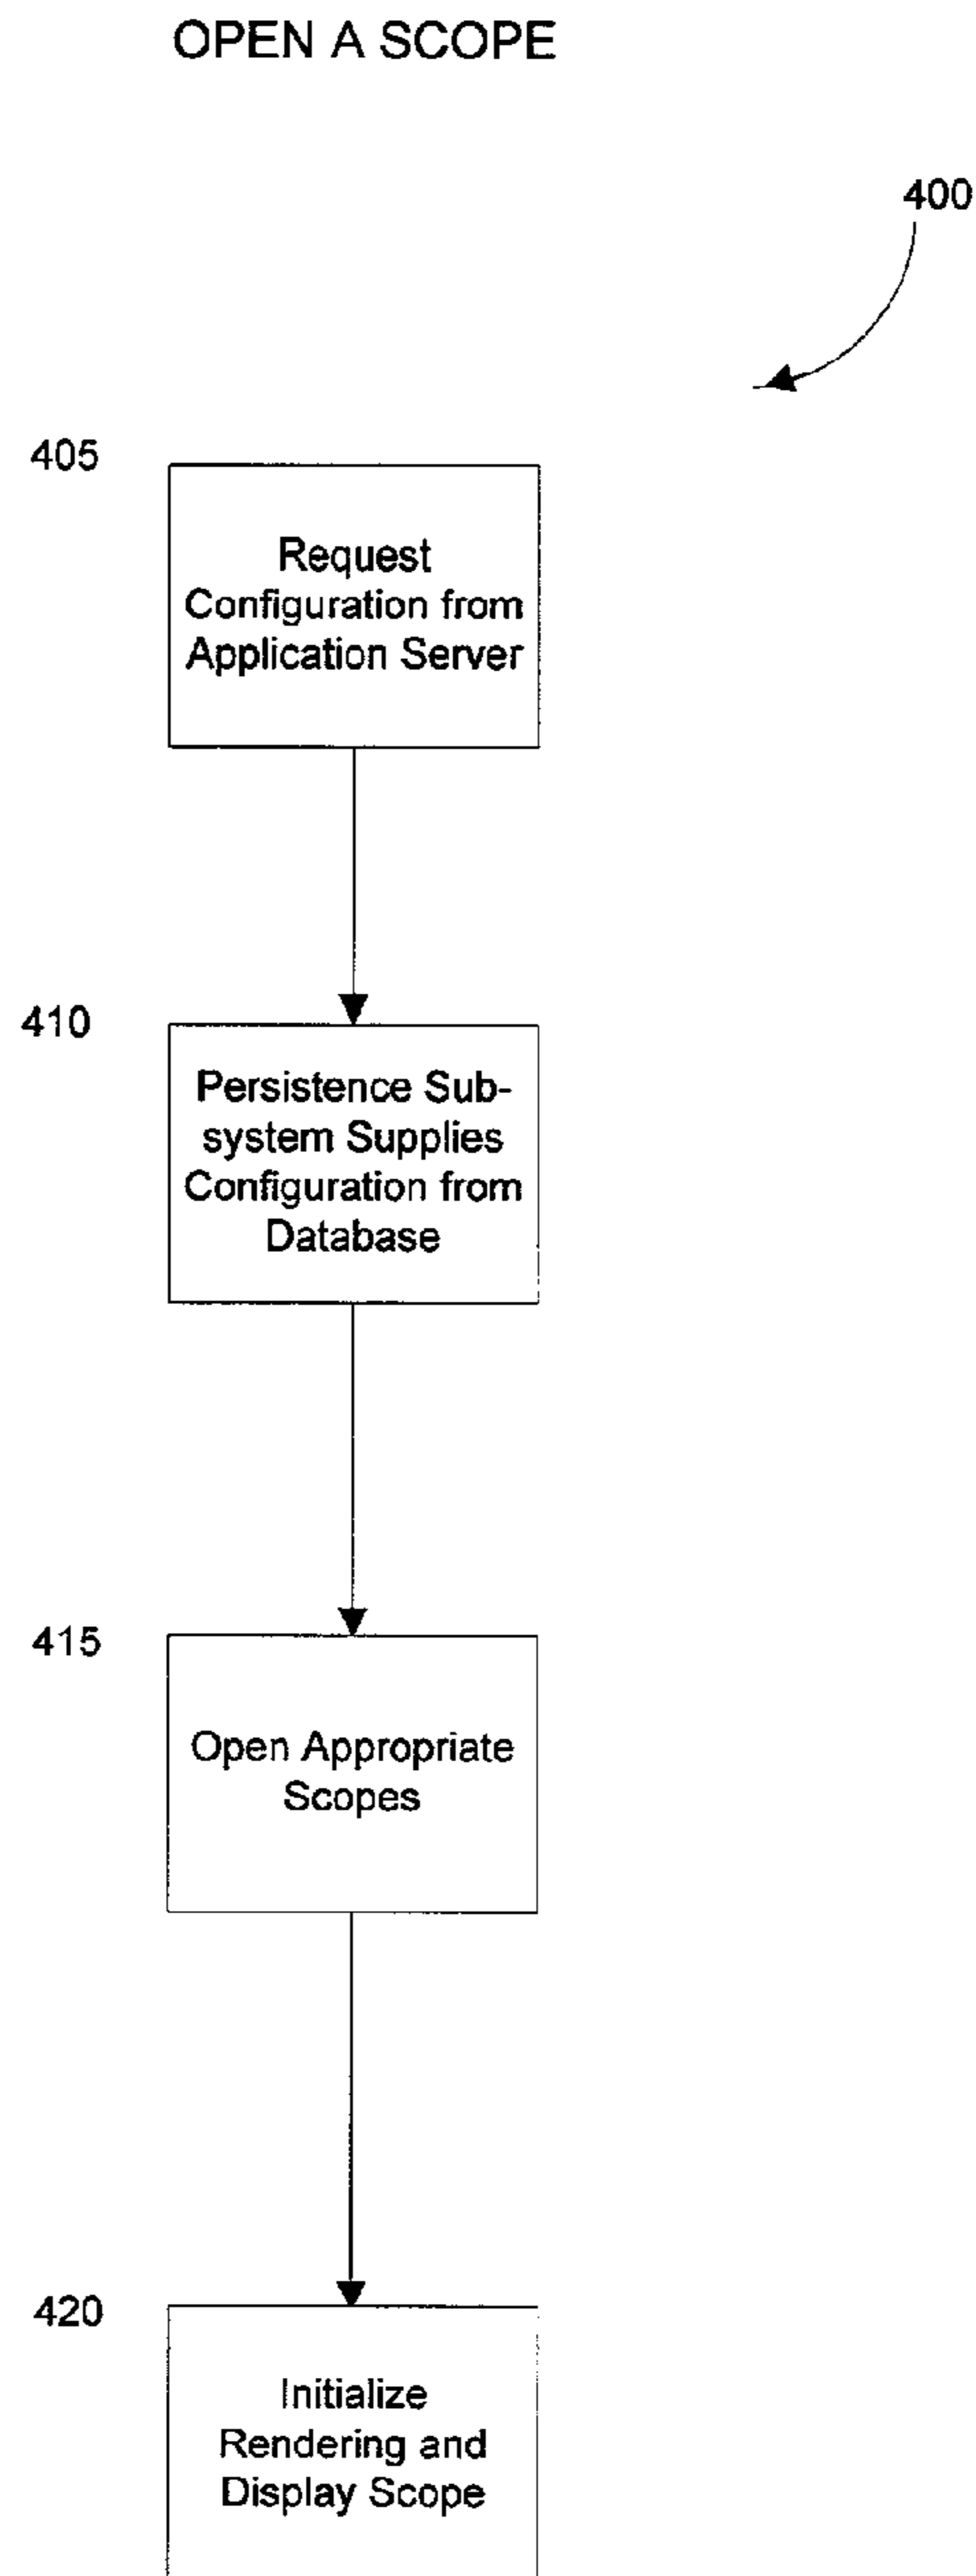 OPEN A SCOPE
400
405
Request
Configuration from
Application Server
410
Persistence Sub-
system Supplies
Configuration from
Database
415
Open Appropriate
Scopes
420
Initialize
Rendering and
Display Scope